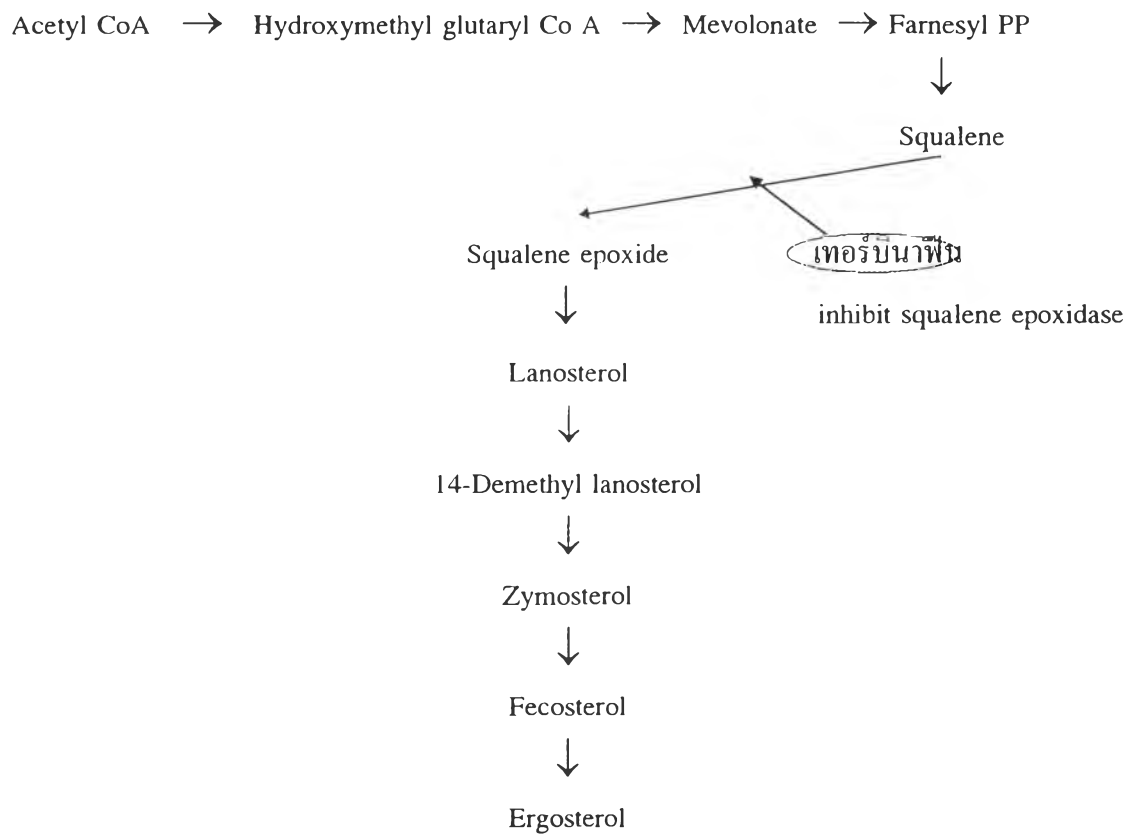 Acetyl CoA → Hydroxymethyl glutaryl Co A → Mevolonate → Farnesyl PP
Squalene
Squalene epoxide
เทอร์บินาฟีน
inhibit squalene epoxidase
Lanosterol
14-Demethyl lanosterol
Zymosterol
Fecosterol
Ergosterol